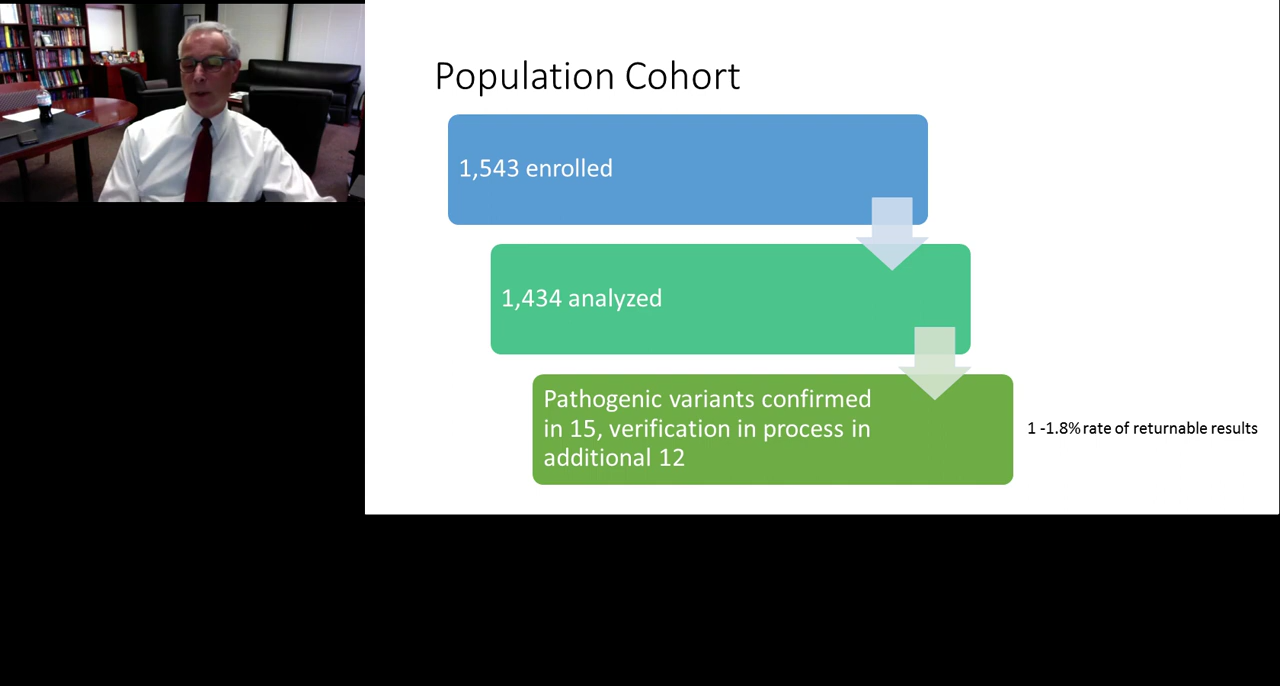 Population Cohort
1,543 enrolled
1,434 analyzed
Pathogenic variants confirmed
in 15, verification in process in
additional 12
1 -1.8% rate of returnable results